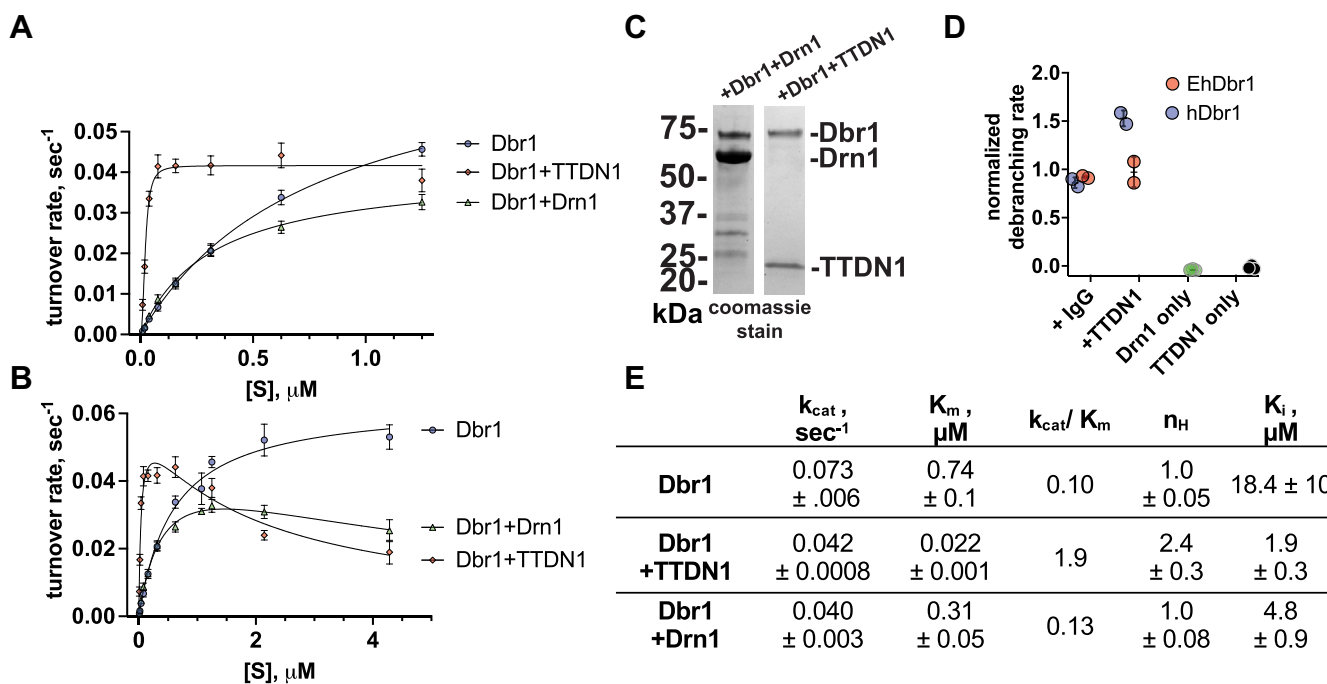 A
turnover rate, sec⁻¹
0.05
0.04
0.03
0.02
0.01
0.00
0.0
0.5
1.0
[S], μM
Dbr1
Dbr1+TTDN1
Dbr1+Drn1
B
turnover rate, sec⁻¹
0.06
0.04
0.02
0.00
0
2
4
[S], μM
Dbr1
Dbr1+Drn1
Dbr1+TTDN1
C
+Dbr1+Drn1
+Dbr1+TTDN1
75-
50-
37-
25-
20-
kDa
-Dbr1
-Drn1
-TTDN1
coomassie
stain
D
normalized
debranching rate
2.0
1.5
1.0
0.5
0.0
EhDbr1
hDbr1
+ IgG
+TTDN1
Drn1 only
TTDN1 only
E
k_cat , sec⁻¹ K_m , μM k_cat/ K_m n_H K_i , μM
Dbr1 0.073 ± .006 0.74 ± 0.1 0.10 1.0 ± 0.05 18.4 ± 10
Dbr1 +TTDN1 0.042 ± 0.0008 0.022 ± 0.001 1.9 2.4 ± 0.3 1.9 ± 0.3
Dbr1 +Drn1 0.040 ± 0.003 0.31 ± 0.05 0.13 1.0 ± 0.08 4.8 ± 0.9